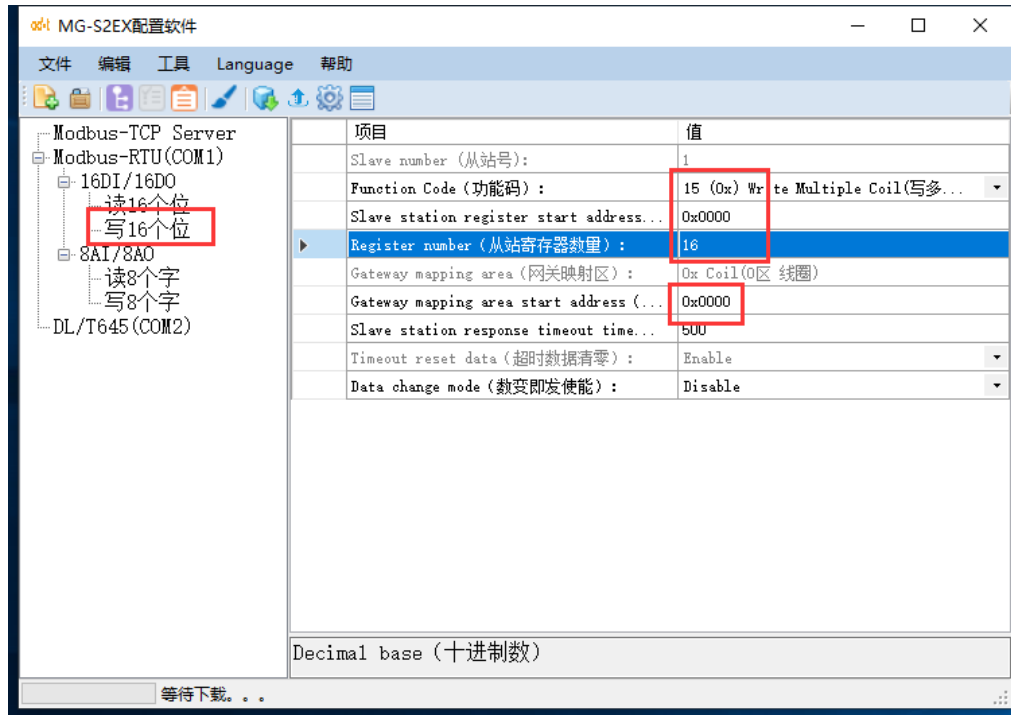 odt MG-S2EX配置软件
文件 编辑 工具 Language 帮助
Modbus-TCP Server
Modbus-RTU(COM1)
16DI/16DO
读16个位
写16个位
8AI/8AO
读8个字
写8个字
DL/T645(COM2)
项目 值
Slave number（从站号）： 1
Function Code（功能码）： 15 (0x) Write Multiple Coil(写多...
Slave station register start address... 0x0000
Register number（从站寄存器数量）： 16
Gateway mapping area（网关映射区）： 0x Coil(0区 线圈)
Gateway mapping area start address (... 0x0000
Slave station response timeout time... 500
Timeout reset data（超时数据清零）： Enable
Data change mode（数变即发使能）： Disable
Decimal base（十进制数）
等待下载。。。